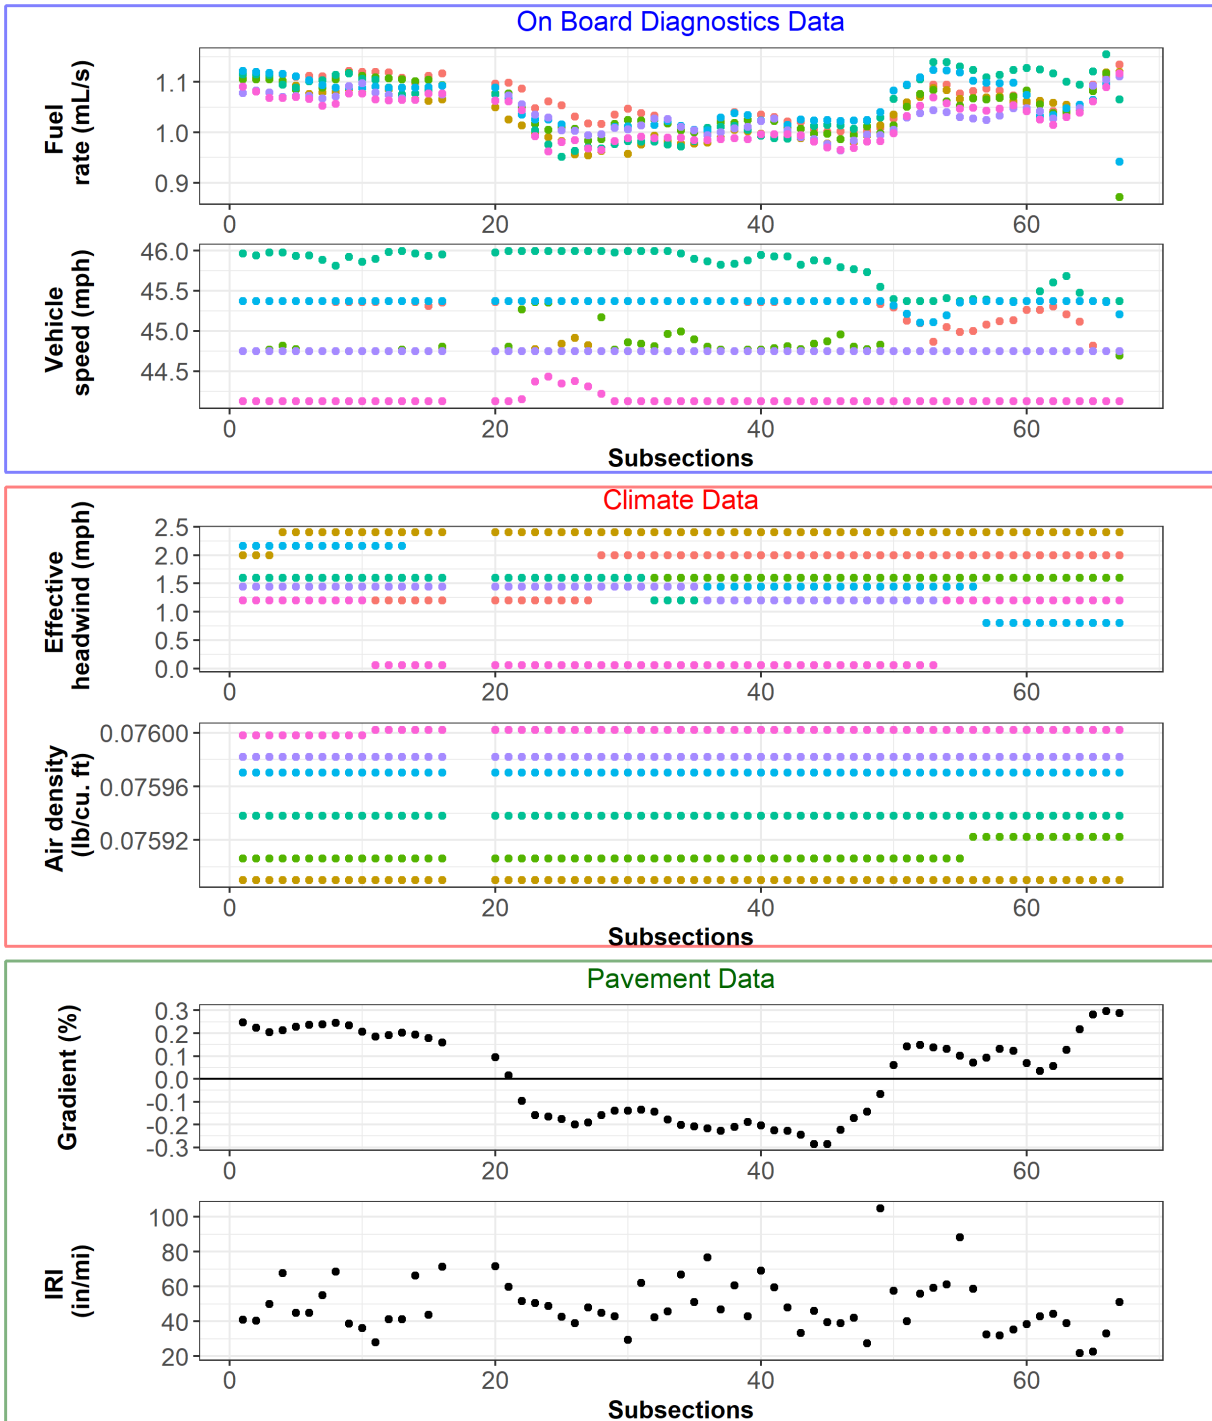 On Board Diagnostics Data
Fuel
rate (mL/s)
1.1
1.0
0.9
0 20 40 60
Vehicle
speed (mph)
46.0
45.5
45.0
44.5
0 20 40 60
Subsections
Climate Data
Effective
headwind (mph)
2.5
2.0
1.5
1.0
0.5
0.0
0 20 40 60
Air density
(lb/cu. ft)
0.07600
0.07596
0.07592
0 20 40 60
Subsections
Pavement Data
Gradient (%)
0.3
0.2
0.1
0.0
-0.1
-0.2
-0.3
0 20 40 60
IRI
(in/mi)
100
80
60
40
20
0 20 40 60
Subsections